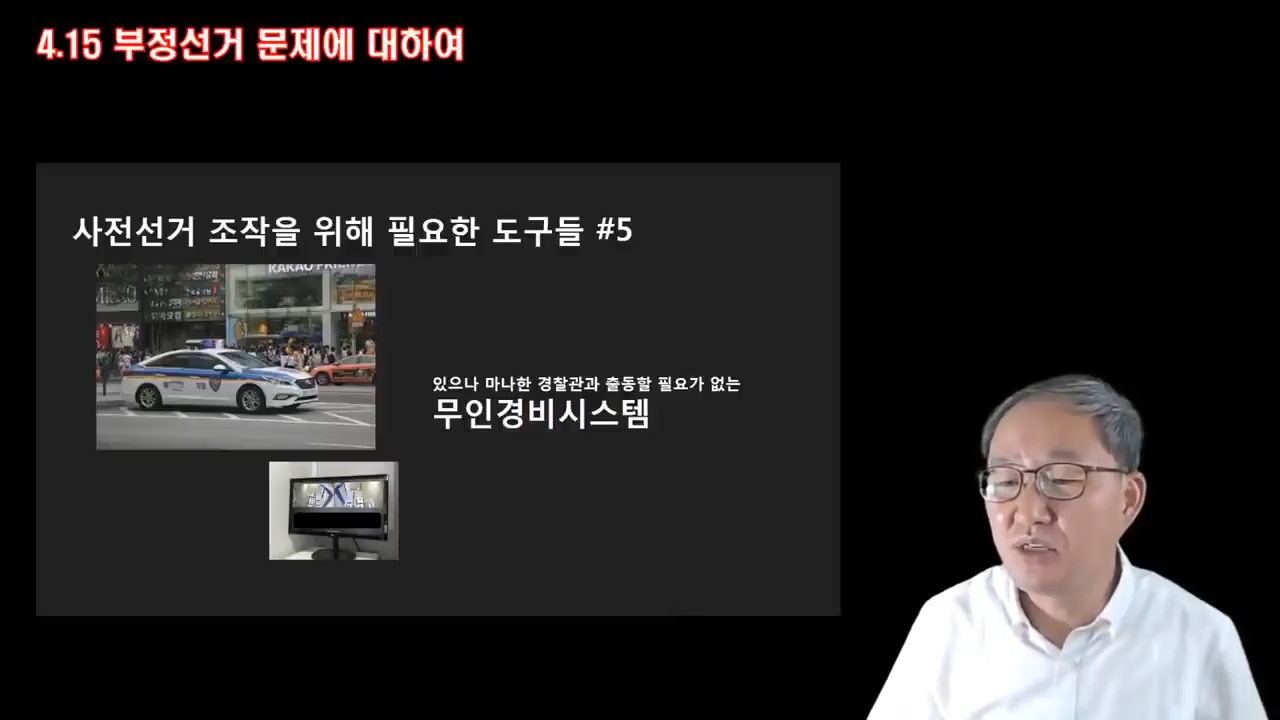 4.15 부정선거 문제에 대하여
사전선거 조작을 위해 필요한 도구들 #5
KAKAO FRIE
있으나 마나한 경찰관과 출동할 필요가 없는
무인경비시스템